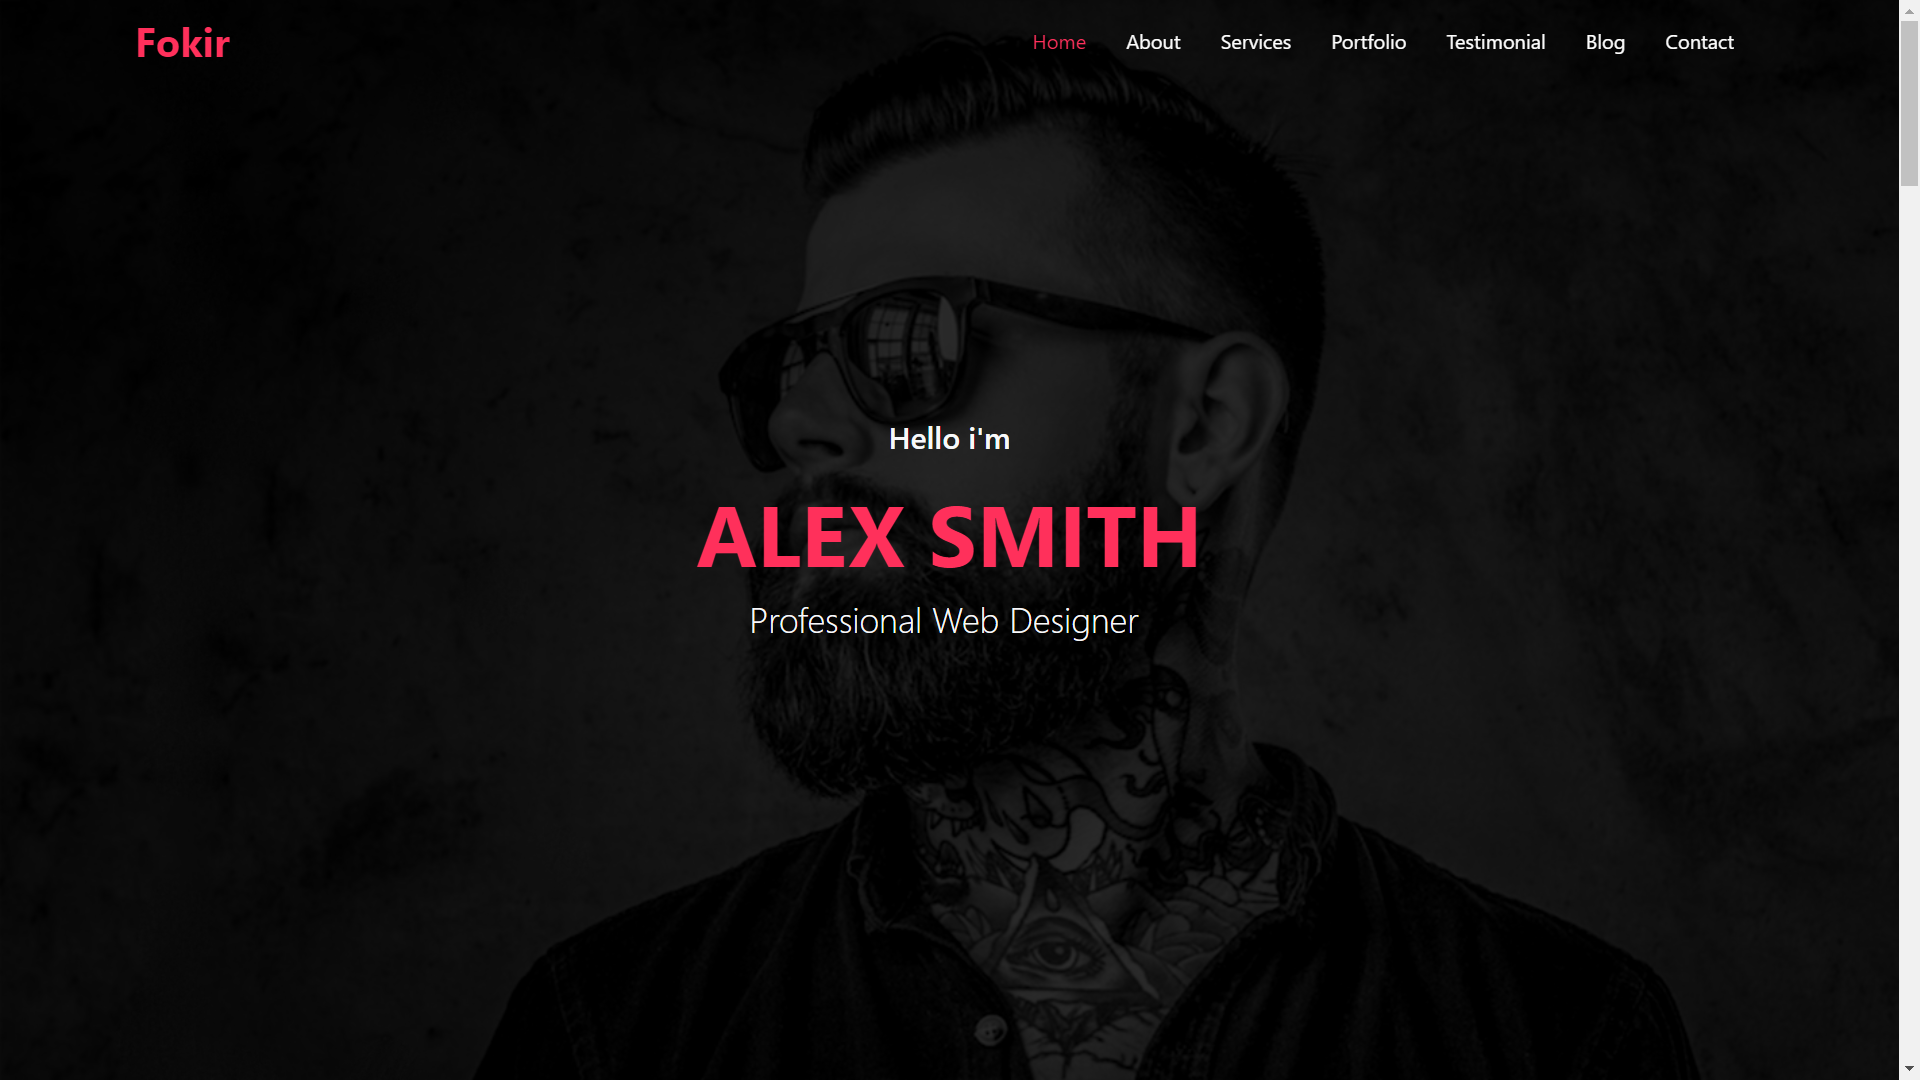 Fokir
Home About Services Portfolio Testimonial Blog Contact
Hello i'm
ALEX SMITH
Professional Web Designer